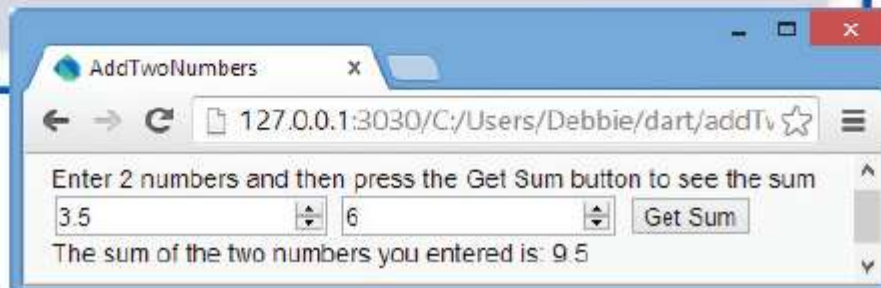 AddTwoNumbers
127.0.0.1:3030/C:/Users/Debbie/dart/addTv
Enter 2 numbers and then press the Get Sum button to see the sum
3.5 6 Get Sum
The sum of the two numbers you entered is: 9.5